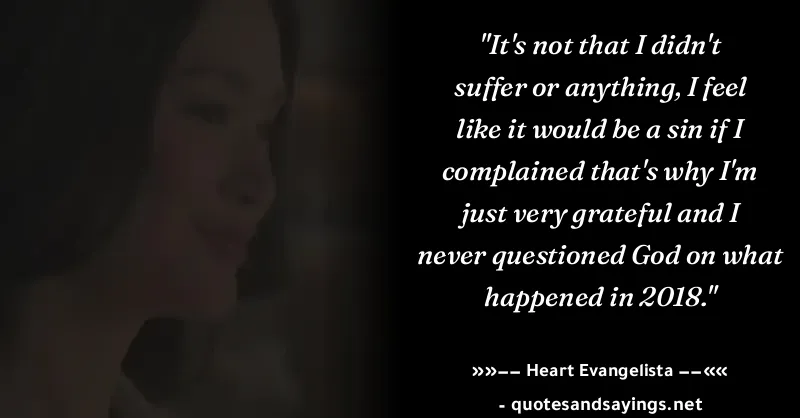 "It's not that I didn't
suffer or anything, I feel
like it would be a sin if I
complained that's why I'm
just very grateful and I
never questioned God on what
happened in 2018."
»»–– Heart Evangelista ––««
- quotesandsayings.net